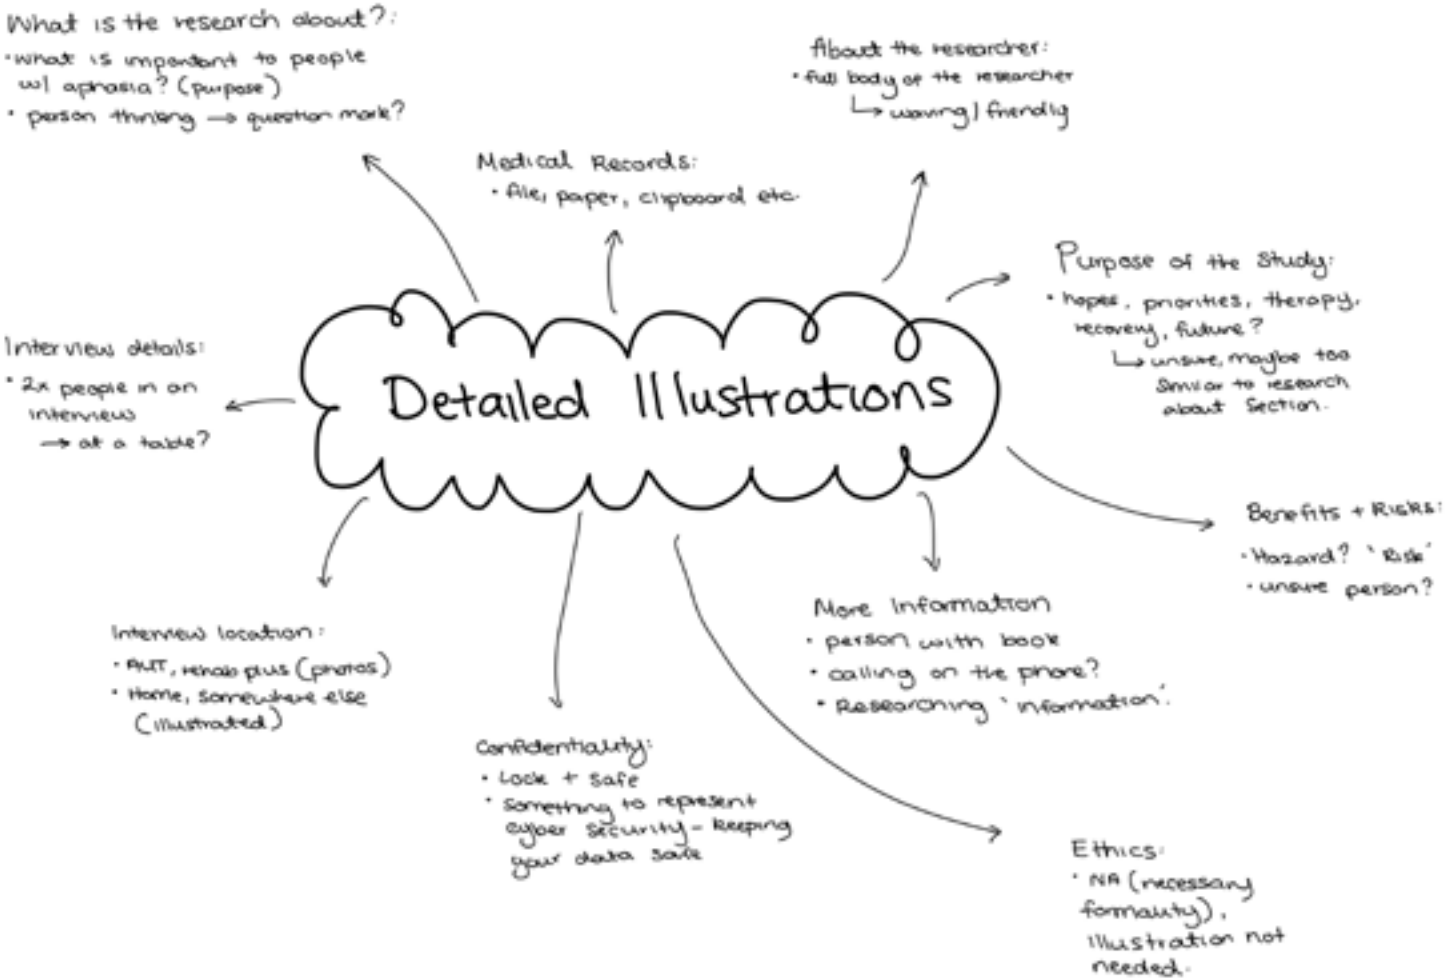 What is the research about?:
• What is important to people
w/ aphasia? (purpose)
• person thinking → question mark?
Medical Records:
• file, paper, clipboard etc.
About the researcher:
• full body of the researcher
↳ waving / friendly
Purpose of the Study:
• hopes, priorities, therapy,
recovery, future?
↳ unsure, maybe too
similar to research
about section.
Interview details:
• 2x people in an
interview
→ at a table?
Detailed Illustrations
Benefits + Risks:
• Hazard? 'Risk'
• unsure person?
More Information
• person with book
• calling on the phone?
• Researching 'information'.
Interview location:
• AUT, rehab plus (photos)
• Home, somewhere else
(illustrated)
Confidentiality:
• Lock + safe
• something to represent
cyber security - keeping
your data safe
Ethics:
• NA (necessary
formality),
illustration not
needed.